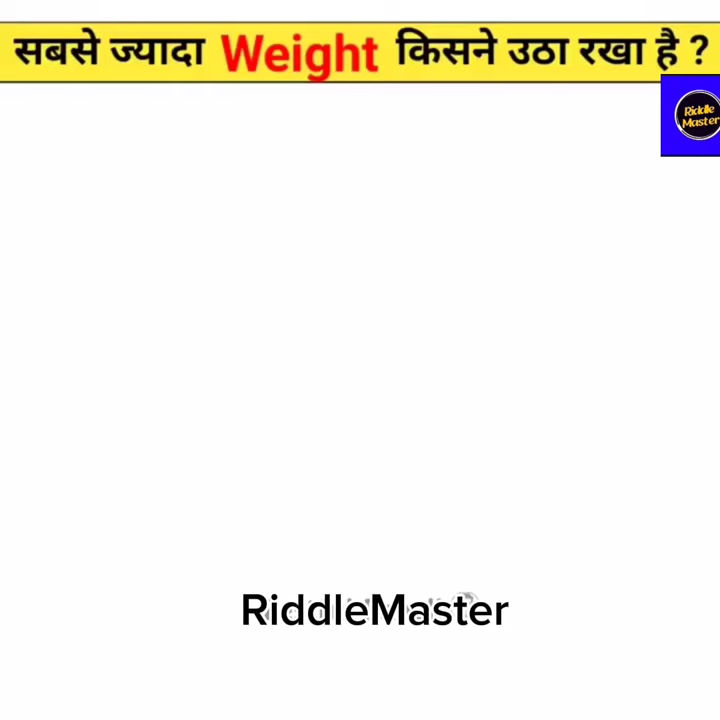 सबसे ज्यादा Weight किसने उठा रखा है ?
Riddle
Master
RiddleMaster